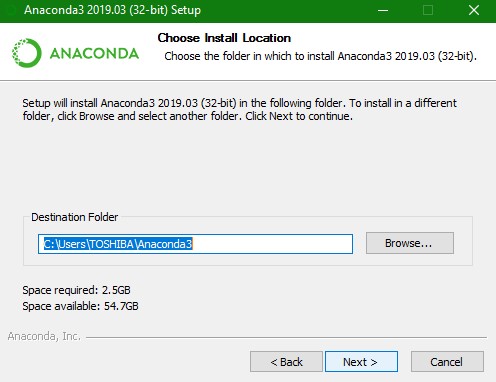 Anaconda3 2019.03 (32-bit) Setup
ANACONDA
Choose Install Location
Choose the folder in which to install Anaconda3 2019.03 (32-bit).
Setup will install Anaconda3 2019.03 (32-bit) in the following folder. To install in a different
folder, click Browse and select another folder. Click Next to continue.
Destination Folder
C:\Users\TOSHIBA\Anaconda3
Browse...
Space required: 2.5GB
Space available: 54.7GB
Anaconda, Inc.
< Back
Next >
Cancel